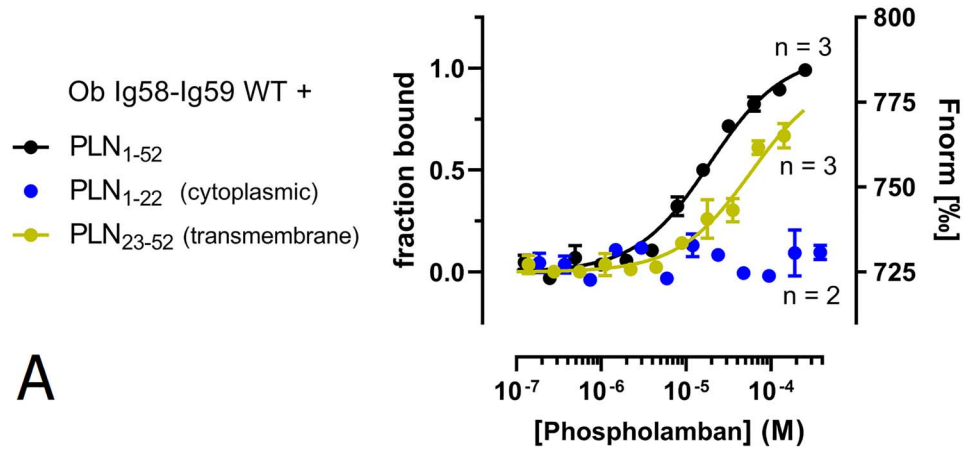 Ob Ig58-Ig59 WT +
PLN1-52
PLN1-22 (cytoplasmic)
PLN23-52 (transmembrane)
A
fraction bound
1.0
0.5
0.0
n = 3
n = 3
n = 2
800
775
750
725
Fnorm [‰]
10-7 10-6 10-5 10-4
[Phospholamban] (M)